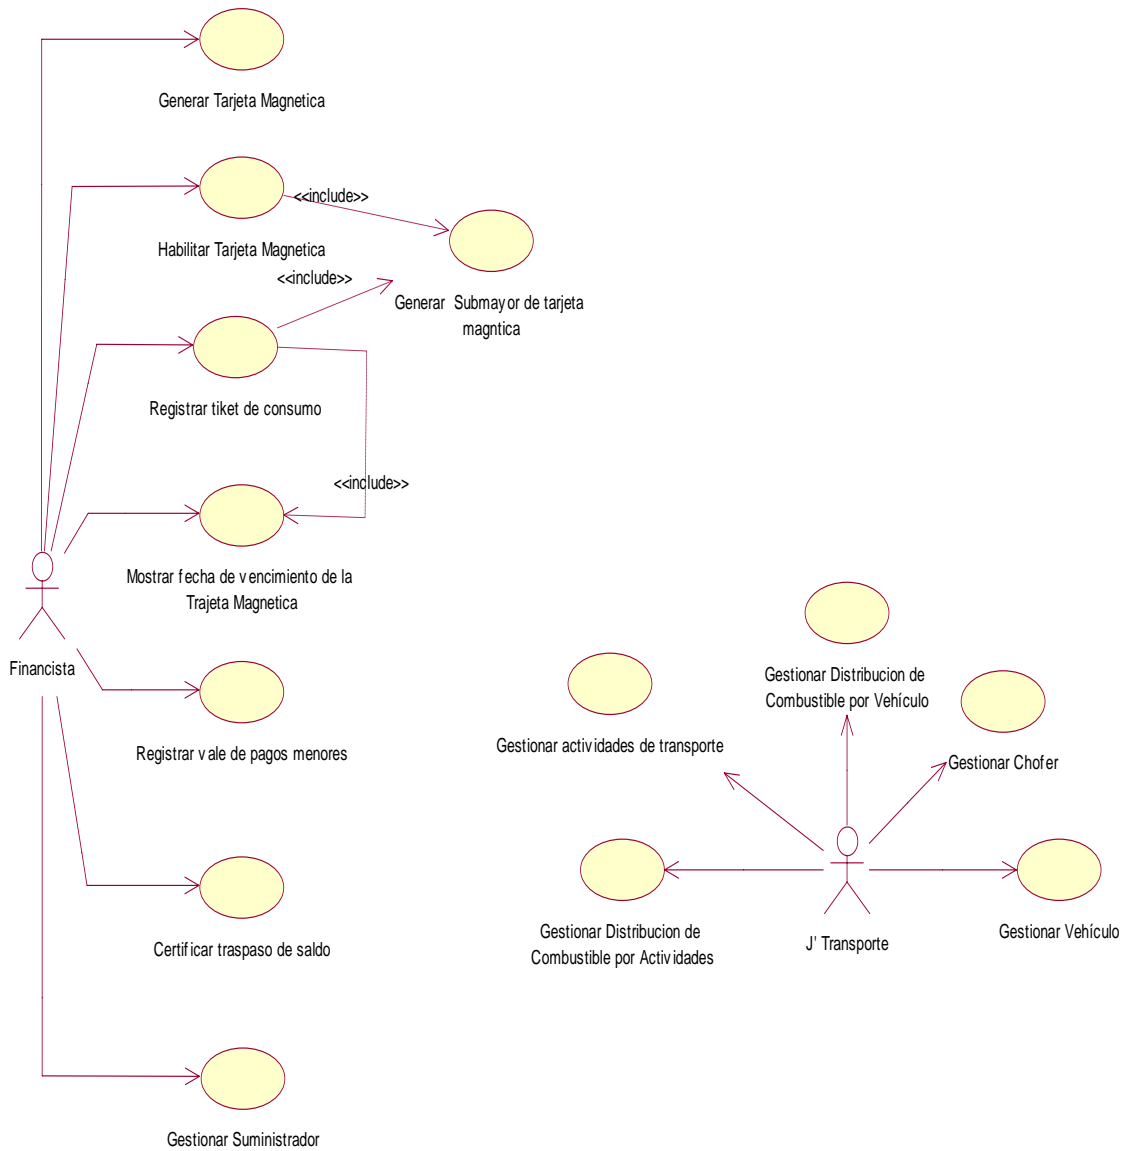 Generar Tarjeta Magnetica
<<include>>
Habilitar Tarjeta Magnetica
<<include>>
Generar Submayor de tarjeta
magntica
Registrar tiket de consumo
<<include>>
Mostrar fecha de vencimiento de la
Trajeta Magnetica
Financista
Registrar vale de pagos menores
Certificar traspaso de saldo
Gestionar Suministrador
Gestionar Distribucion de
Combustible por Vehículo
Gestionar actividades de transporte
Gestionar Chofer
Gestionar Distribucion de
Combustible por Actividades
J' Transporte
Gestionar Vehículo